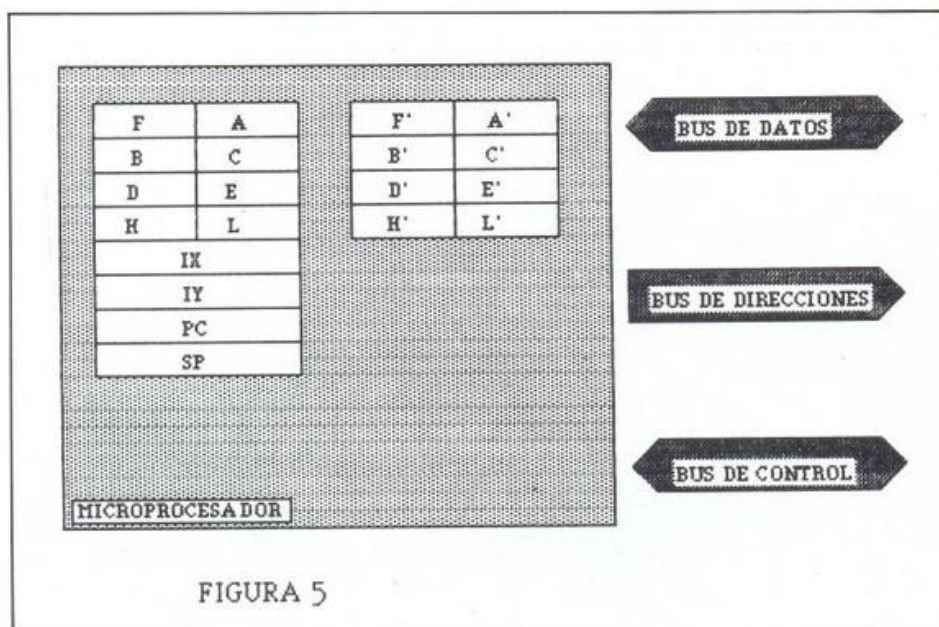 F A
B C
D E
H L
IX
IY
PC
SP
F' A'
B' C'
D' E'
H' L'
BUS DE DATOS
BUS DE DIRECCIONES
BUS DE CONTROL
MICROPROCESADOR
FIGURA 5